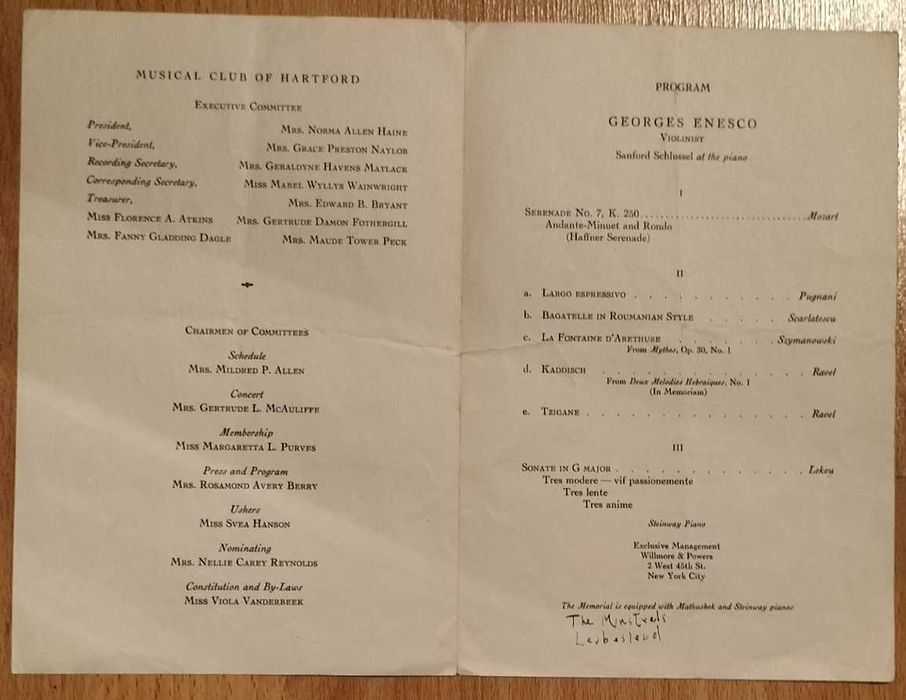 MUSICAL CLUB OF HARTFORD
EXECUTIVE COMMITTEE
President, MRS. NORMA ALLEN HAINE
Vice-President, MRS. GRACE PRESTON NAYLOR
Recording Secretary, MRS. GERALDYNE HAVENS MATLACK
Corresponding Secretary, MISS MABEL WYLLYS WAINWRIGHT
Treasurer, MRS. EDWARD B. BRYANT
MISS FLORENCE A. ATKINS MRS. GERTRUDE DAMON FOTHERGILL
MRS. FANNY GLADDING DAGLE MRS. MAUDE TOWER PECK
CHAIRMEN OF COMMITTEES
Schedule
MRS. MILDRED P. ALLEN
Concert
MRS. GERTRUDE L. MCAULIFFE
Membership
MISS MARGARETTA L. PURVES
Press and Program
MRS. ROSAMOND AVERY BERRY
Ushers
MISS SVEA HANSON
Nominating
MRS. NELLIE CAREY REYNOLDS
Constitution and By-Laws
MISS VIOLA VANDERBEEK
PROGRAM
GEORGES ENESCO
VIOLINIST
Sanford Schlussel at the piano
I
SERENADE NO. 7, K. 250 Mozart
Andante-Minuet and Rondo
(Haffner Serenade)
II
a. LARGO ESPRESSIVO Pugnani
b. BAGATELLE IN ROUMANIAN STYLE Scarlatescu
c. LA FONTAINE D'ARETHUSE Szymanowski
From Mythes, Op. 30, No. 1
d. KADDISCH Ravel
From Deux Melodies Hebraiques, No. 1
(In Memoriam)
e. TZIGANE Ravel
III
SONATE IN G MAJOR Lekeu
Tres modere — vif passionement
Tres lente
Tres anime
Steinway Piano
Exclusive Management
Willmore & Powers
2 West 45th St.
New York City
The Memorial is equipped with Mathushek and Steinway pianos
The Minstrels